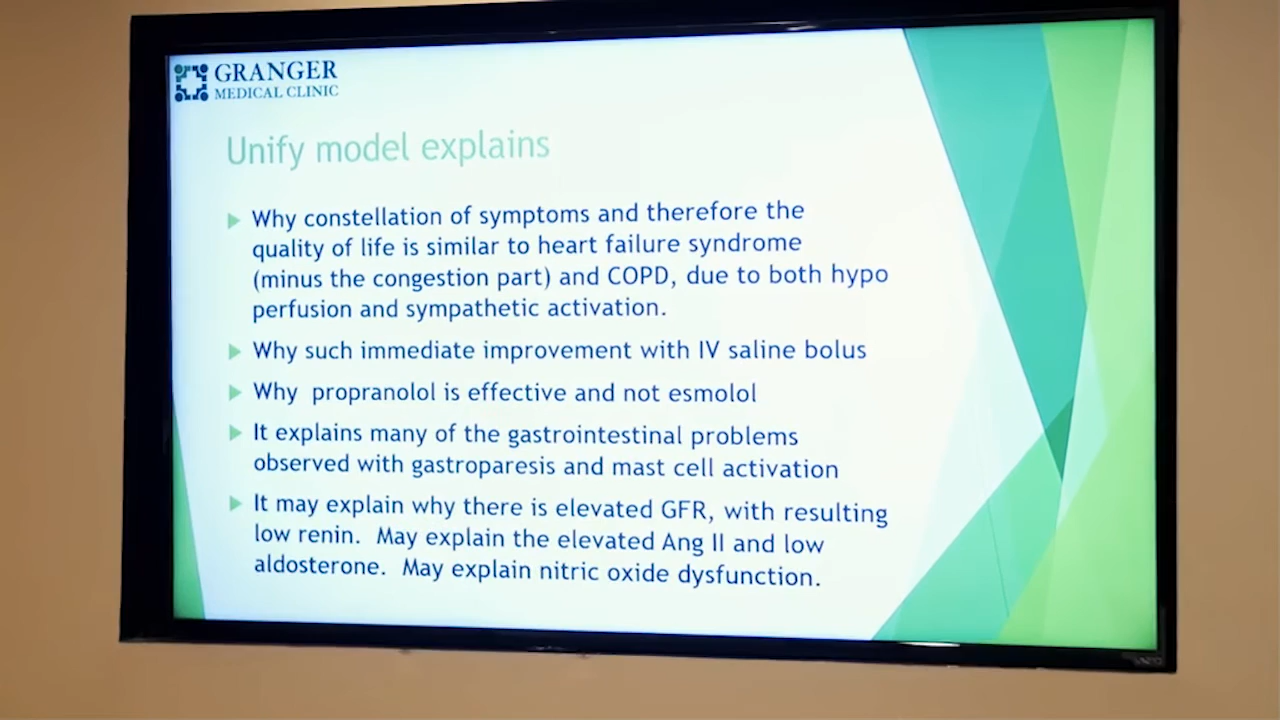 GRANGER
MEDICAL CLINIC
Unify model explains
Why constellation of symptoms and therefore the
quality of life is similar to heart failure syndrome
(minus the congestion part) and COPD, due to both hypo
perfusion and sympathetic activation.
Why propranolol is effective and not esmolol
Why such immediate improvement with IV saline bolus
It explains many of the gastrointestinal problems
observed with gastroparesis and mast cell activation
It may explain why there is elevated GFR, with resulting
low renin. May explain the elevated Ang II and low
aldosterone. May explain nitric oxide dysfunction.